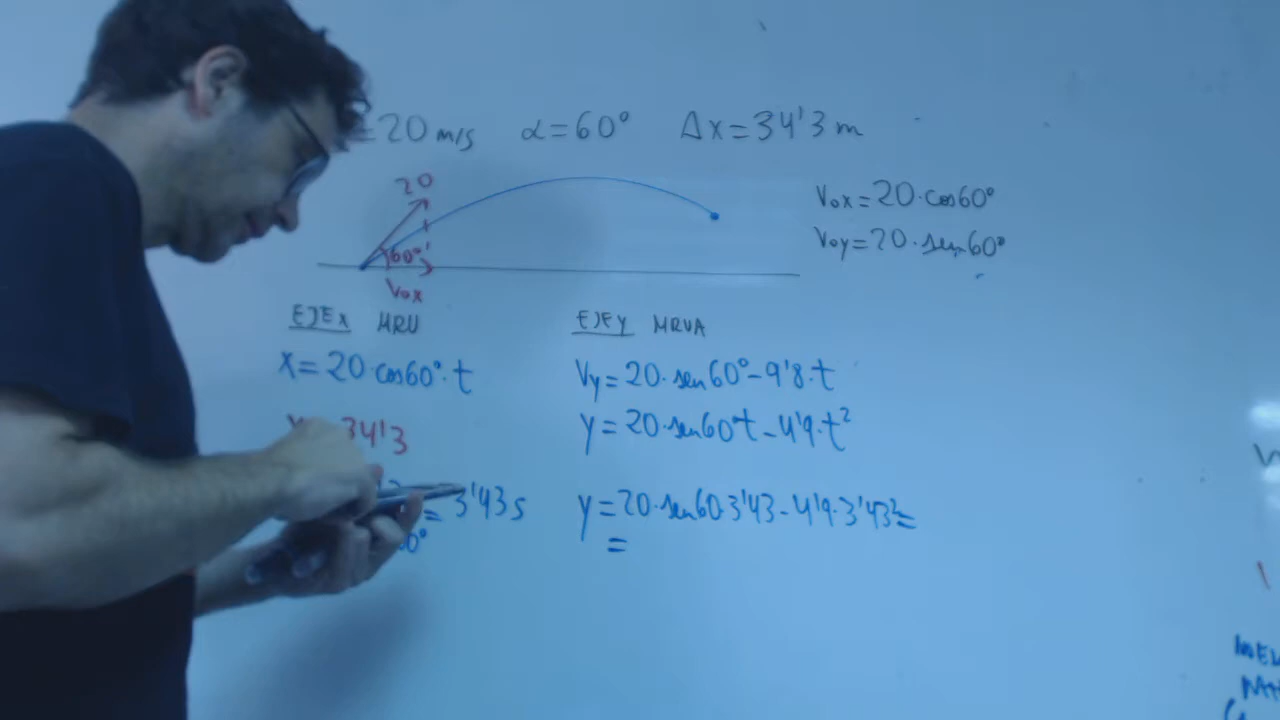 =20 m/s α=60° Δx=34'3 m
20
60°
Vox
Vox=20·cos60°
Voy=20·sen60°
EJE X MRU
x=20·cos60°·t
34'3
= 3'43 s
EJE Y MRVA
Vy=20·sen60°-9'8·t
y=20·sen60°t-4'9·t²
y=20·sen60·3'43-4'9·3'43²=
=